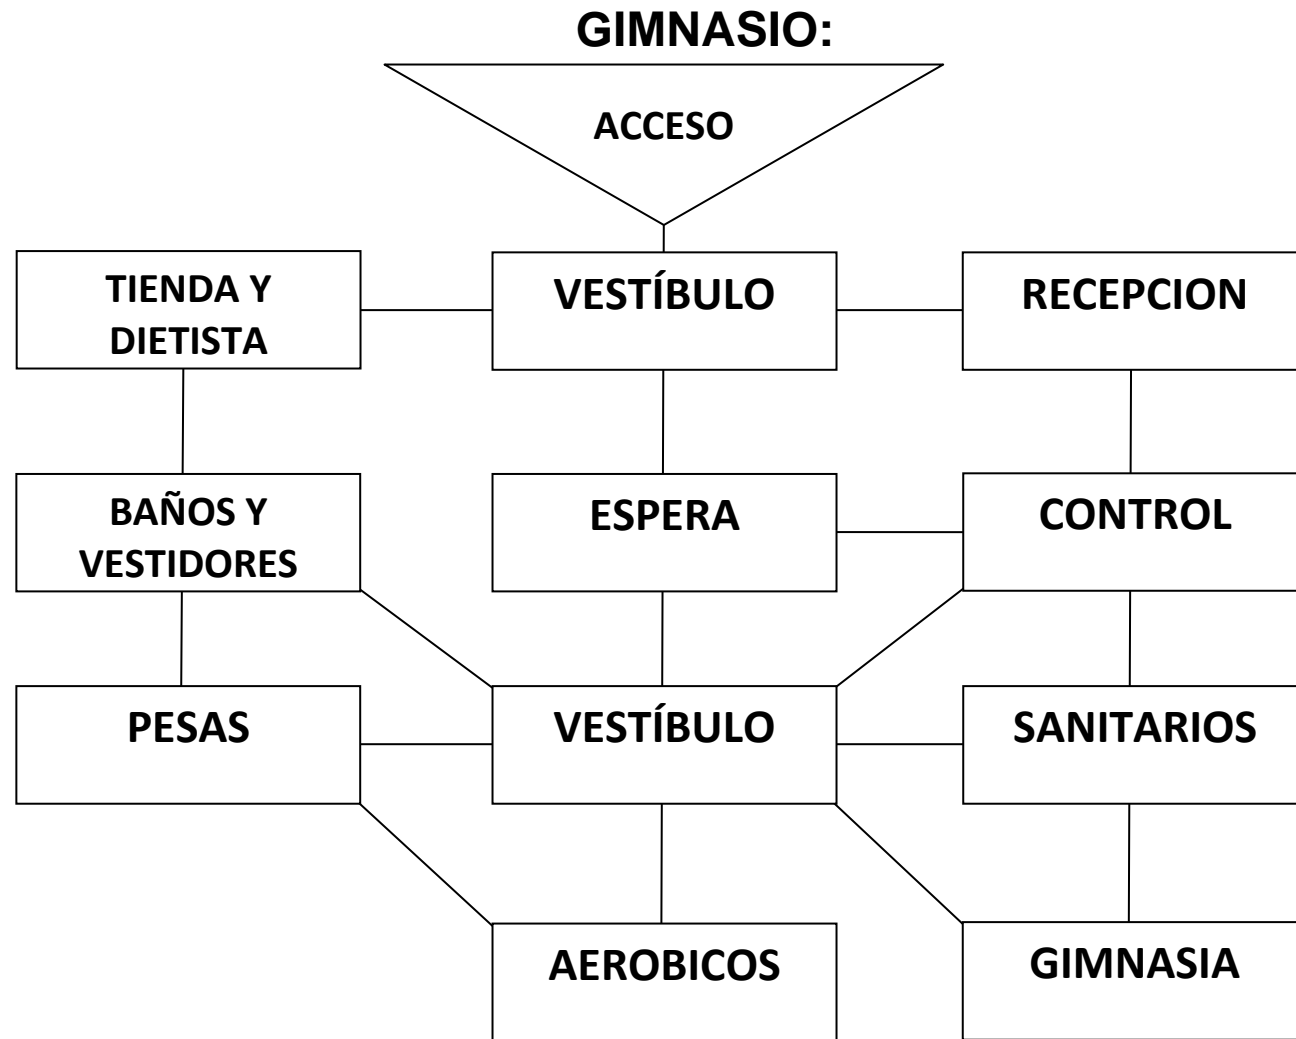 GIMNASIO:
ACCESO
TIENDA Y
DIETISTA
VESTÍBULO
RECEPCION
BAÑOS Y
VESTIDORES
ESPERA
CONTROL
PESAS
VESTÍBULO
SANITARIOS
AEROBICOS
GIMNASIA